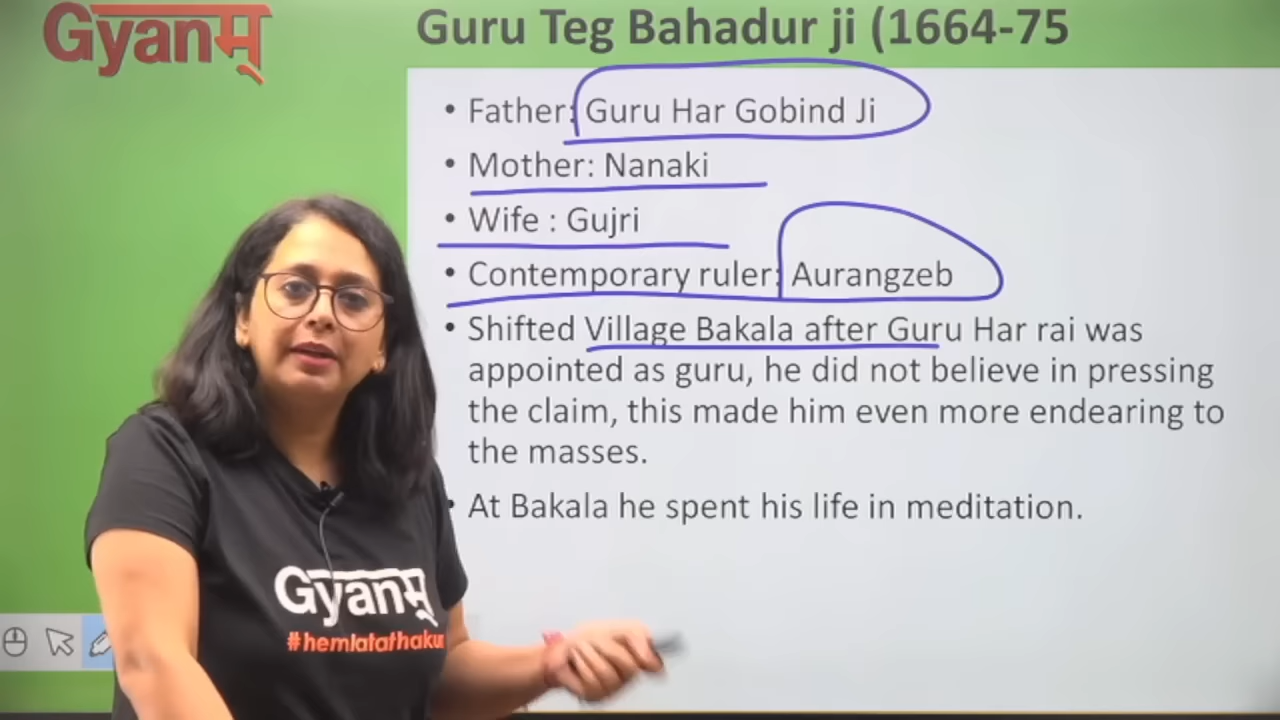 Gyanम्
Guru Teg Bahadur ji (1664-75
• Father: Guru Har Gobind Ji
• Mother: Nanaki
• Wife : Gujri
• Contemporary ruler: Aurangzeb
• Shifted Village Bakala after Guru Har rai was
appointed as guru, he did not believe in pressing
the claim, this made him even more endearing to
the masses.
• At Bakala he spent his life in meditation.
Gyanम्
#hemlatathakur